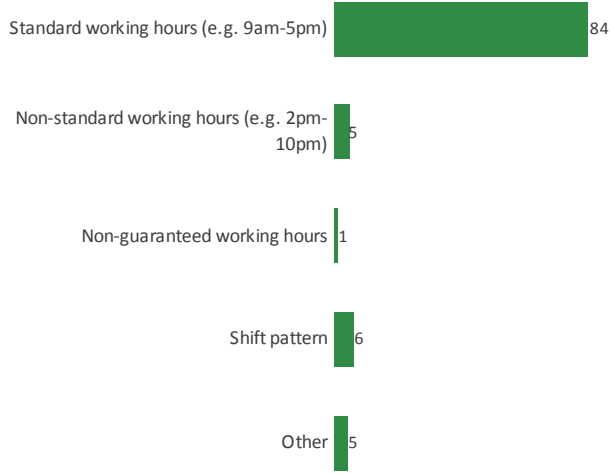 Standard working hours (e.g. 9am-5pm)
84
Non-standard working hours (e.g. 2pm-
10pm)
5
Non-guaranteed working hours
1
Shift pattern
6
Other
5